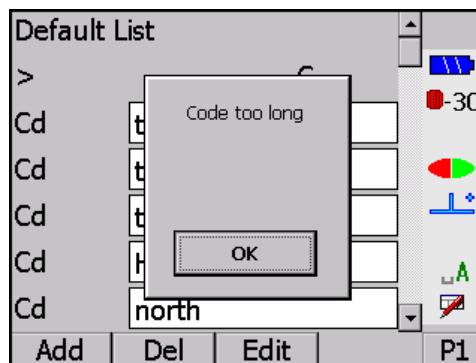 Default List
>
Cd
Cd
Cd
Cd
Cd north
Code too long
OK
-30
A
Add Del Edit P1